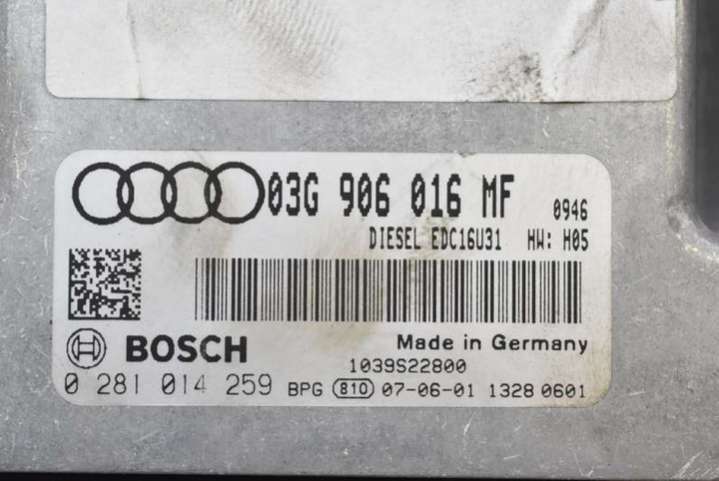 03G 906 016 MF 0946
DIESEL EDC16U31 HW: H05
BOSCH Made in Germany
1039S22800
0 281 014 259 BPG 810 07-06-01 1328 0601